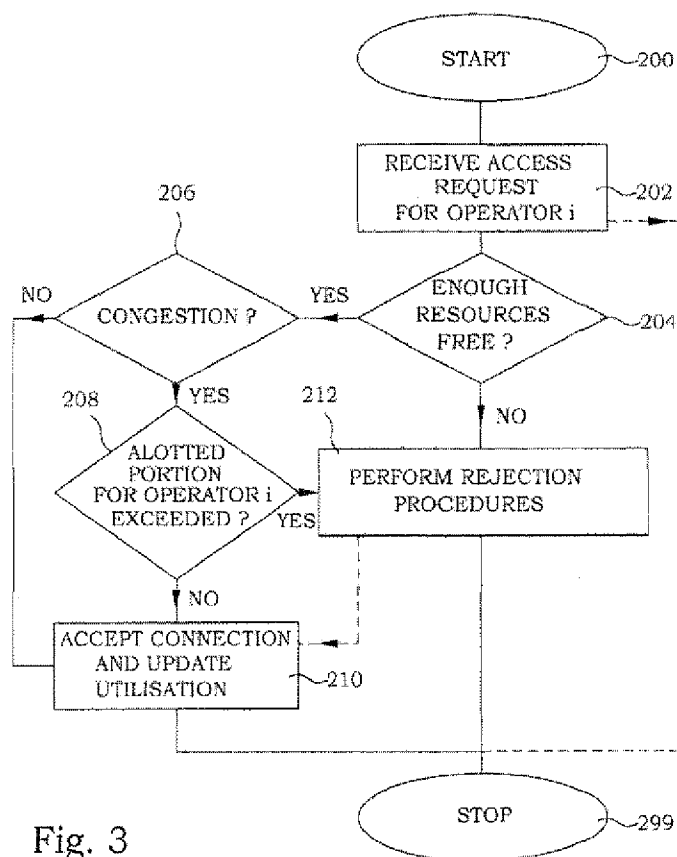 START
200
RECEIVE ACCESS
REQUEST
FOR OPERATOR i
202
206
NO
CONGESTION ?
YES
ENOUGH
RESOURCES
FREE ?
204
YES
NO
208
ALOTTED
PORTION
FOR OPERATOR i
EXCEEDED ?
YES
212
PERFORM REJECTION
PROCEDURES
NO
ACCEPT CONNECTION
AND UPDATE
UTILISATION
210
STOP
299
Fig. 3